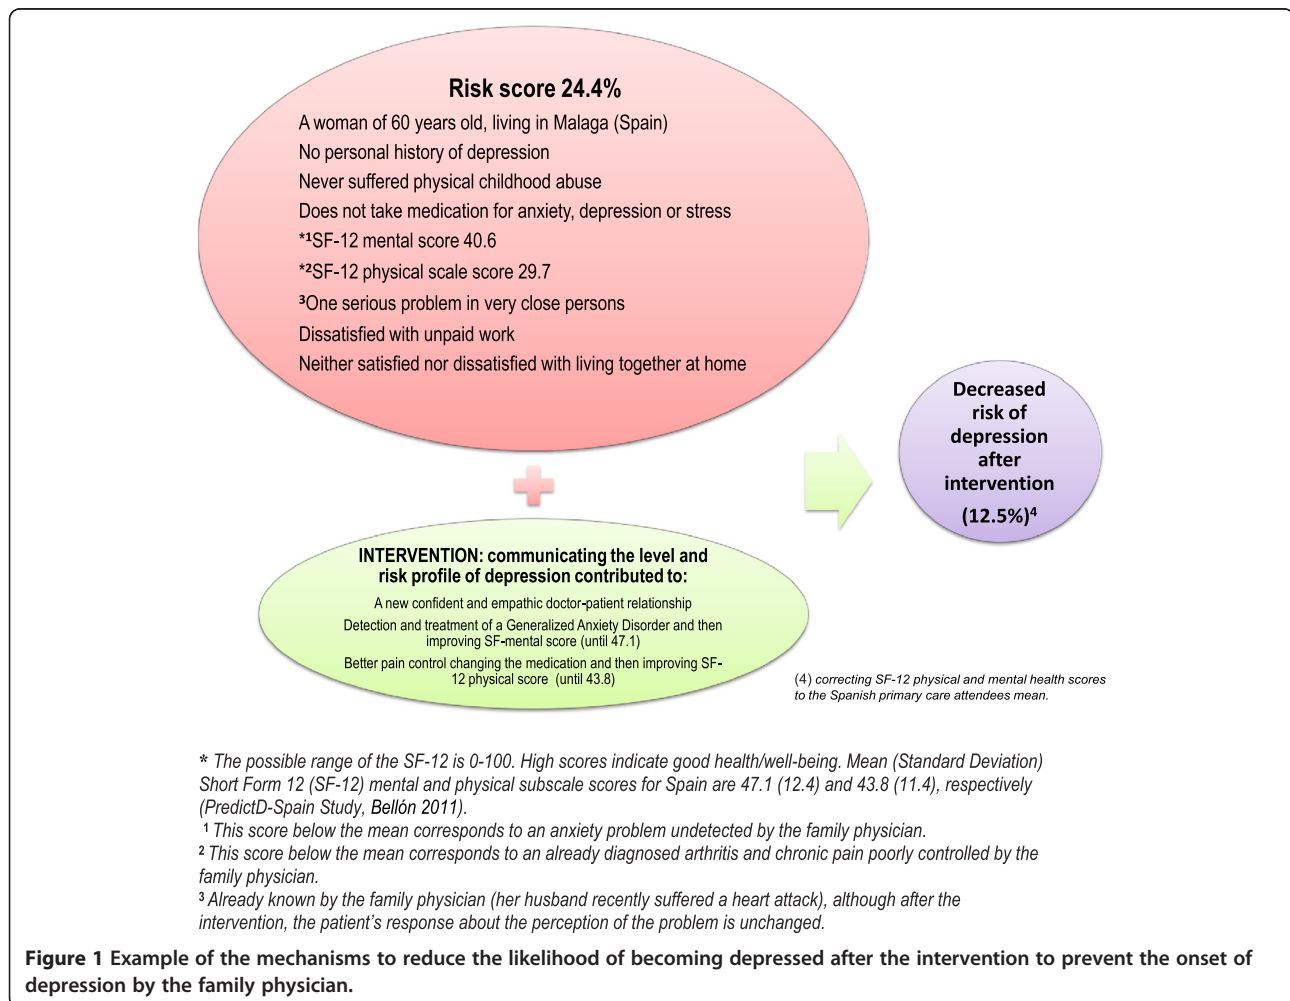 Risk score 24.4%
A woman of 60 years old, living in Malaga (Spain)
No personal history of depression
Never suffered physical childhood abuse
Does not take medication for anxiety, depression or stress
*¹SF-12 mental score 40.6
*²SF-12 physical scale score 29.7
³One serious problem in very close persons
Dissatisfied with unpaid work
Neither satisfied nor dissatisfied with living together at home
Decreased
risk of
depression
after
intervention
(12.5%)⁴
INTERVENTION: communicating the level and
risk profile of depression contributed to:
A new confident and empathic doctor-patient relationship
Detection and treatment of a Generalized Anxiety Disorder and then
improving SF-mental score (until 47.1)
Better pain control changing the medication and then improving SF-
12 physical score (until 43.8)
(4) correcting SF-12 physical and mental health scores
to the Spanish primary care attendees mean.
* The possible range of the SF-12 is 0-100. High scores indicate good health/well-being. Mean (Standard Deviation)
Short Form 12 (SF-12) mental and physical subscale scores for Spain are 47.1 (12.4) and 43.8 (11.4), respectively
(PredictD-Spain Study, Bellón 2011).
¹ This score below the mean corresponds to an anxiety problem undetected by the family physician.
² This score below the mean corresponds to an already diagnosed arthritis and chronic pain poorly controlled by the
family physician.
³ Already known by the family physician (her husband recently suffered a heart attack), although after the
intervention, the patient's response about the perception of the problem is unchanged.
Figure 1 Example of the mechanisms to reduce the likelihood of becoming depressed after the intervention to prevent the onset of
depression by the family physician.